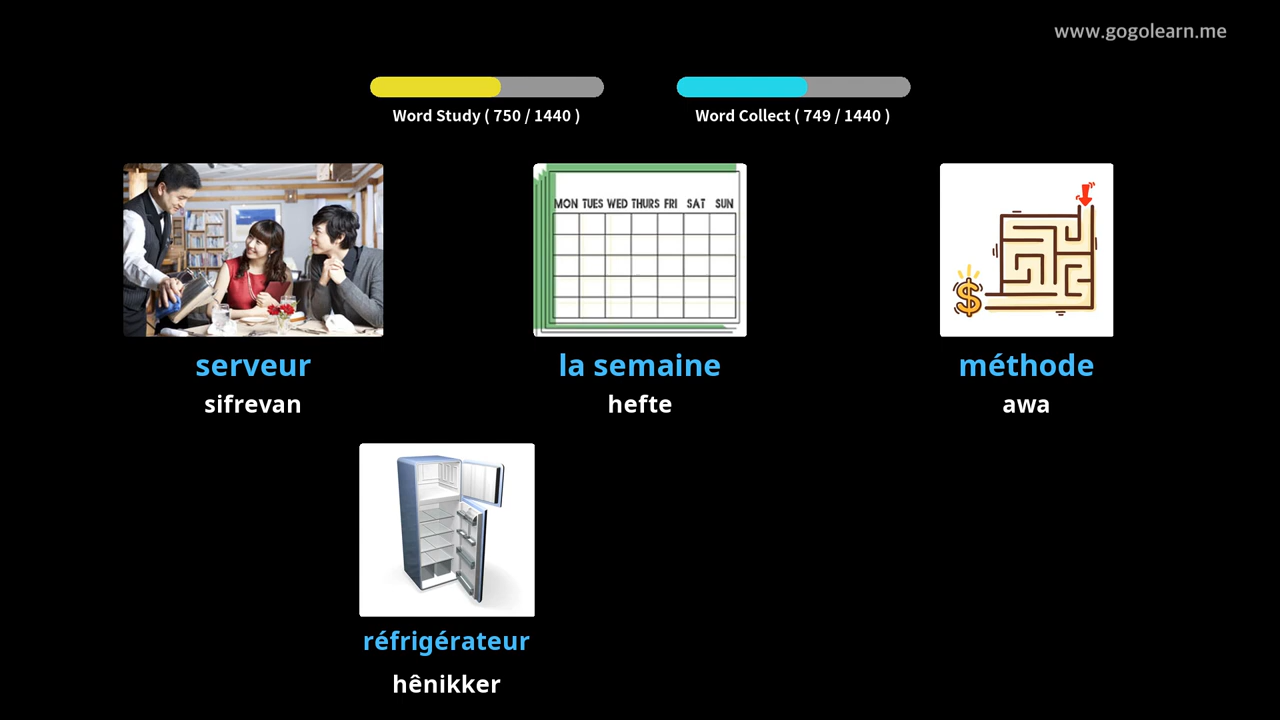 www.gogolearn.me
Word Study ( 750 / 1440 )
Word Collect ( 749 / 1440 )
MON TUES WED THURS FRI SAT SUN
$
serveur
sifrevan
la semaine
hefte
méthode
awa
réfrigérateur
hênikker